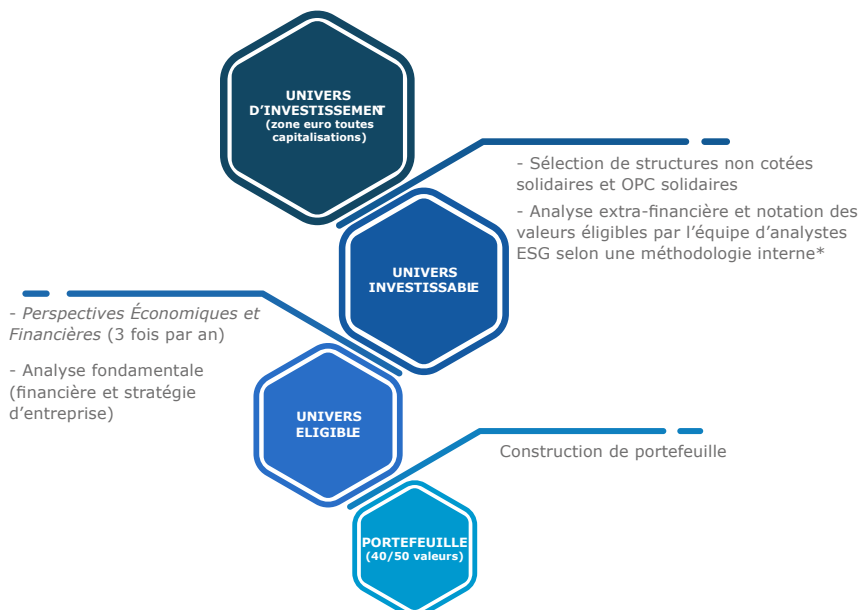 UNIVERS
D'INVESTISSEMENT
(zone euro toutes
capitalisations)
- Sélection de structures non cotées
solidaires et OPC solidaires
- Analyse extra-financière et notation des
valeurs éligibles par l'équipe d'analystes
ESG selon une méthodologie interne*
UNIVERS
INVESTISSABLE
- Perspectives Économiques et
Financières (3 fois par an)
- Analyse fondamentale
(financière et stratégie
d'entreprise)
UNIVERS
ELIGIBLE
Construction de portefeuille
PORTEFEUILLE
(40/50 valeurs)